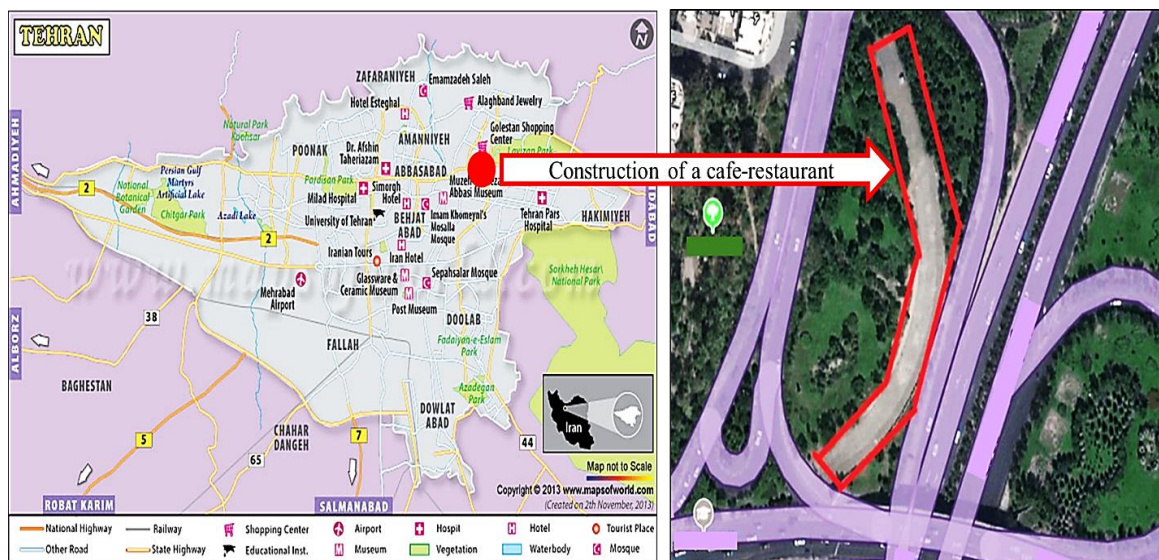 TEHRAN
N
ZAFARANIYEH
Emamzadeh Saleh
Hotel Esteghal
Alaghband Jewelry
Golestan Shopping
Center
AMANNIYEH
Natural Park
Koohsar
Dr. Afshin
Taheriazam
POONAK
Lavizan Park
ABBASABAD
AHMADIYEH
2
Persian Gulf
Martyrs
Artificial Lake
National
Botanical
Garden
Pardisan Park
Simorgh
Hotel
Milad Hospital
Abbasi Museum
Construction of a cafe-restaurant
Chitgar Park
Azadi Lake
University of Tehran
BEHJAT
ABAD
Imam Khomeyni's
Mosalla
Mosque
Tehran Pars
Hospital
HAKIMIYEH
2
Iranian Tours
Iran Hotel
Mehrabad
Airport
Glassware &
Ceramic Museum
Sepahsalar Mosque
Sorkheh Hesar
National Park
Post Museum
ALBORZ
38
DOOLAB
FALLAH
Fadaiyan-e-Eslam
Park
BAGHESTAN
Azadegan
Park
DOWLAT
ABAD
Iran
CHAHAR
DANGEH
5
7
44
65
Map not to Scale
ROBAT KARIM
SALMANABAD
Copyright © 2013 www.mapsofworld.com
(Created on 2nd November, 2013)
National Highway
Railway
Shopping Center
Airport
Hospit
Hotel
Tourist Place
Other Road
State Highway
Educational Inst.
Museum
Vegetation
Waterbody
Mosque